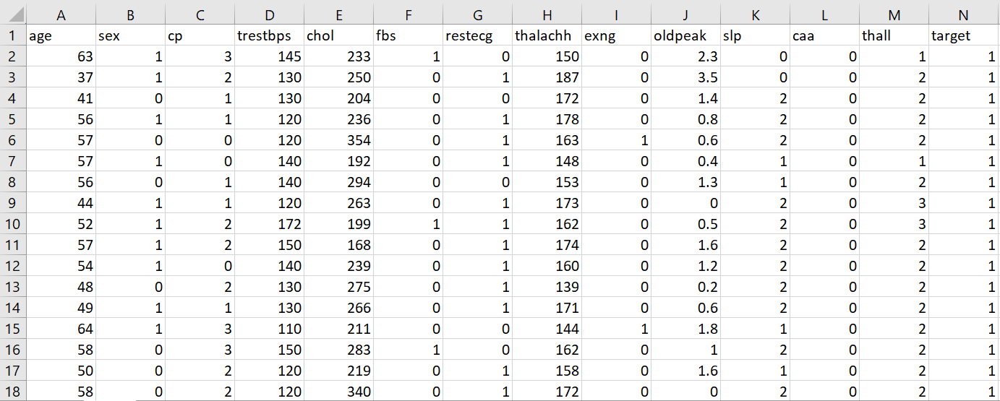 A B C D E F G H I J K L M N
1 age sex cp trestbps chol fbs restecg thalachh exng oldpeak slp caa thall target
2 63 1 3 145 233 1 0 150 0 2.3 0 0 1 1
3 37 1 2 130 250 0 1 187 0 3.5 0 0 2 1
4 41 0 1 130 204 0 0 172 0 1.4 2 0 2 1
5 56 1 1 120 236 0 1 178 0 0.8 2 0 2 1
6 57 0 0 120 354 0 1 163 1 0.6 2 0 2 1
7 57 1 0 140 192 0 1 148 0 0.4 1 0 1 1
8 56 0 1 140 294 0 0 153 0 1.3 1 0 2 1
9 44 1 1 120 263 0 1 173 0 0 2 0 3 1
10 52 1 2 172 199 1 1 162 0 0.5 2 0 3 1
11 57 1 2 150 168 0 1 174 0 1.6 2 0 2 1
12 54 1 0 140 239 0 1 160 0 1.2 2 0 2 1
13 48 0 2 130 275 0 1 139 0 0.2 2 0 2 1
14 49 1 1 130 266 0 1 171 0 0.6 2 0 2 1
15 64 1 3 110 211 0 0 144 1 1.8 1 0 2 1
16 58 0 3 150 283 1 0 162 0 1 2 0 2 1
17 50 0 2 120 219 0 1 158 0 1.6 1 0 2 1
18 58 0 2 120 340 0 1 172 0 0 2 0 2 1